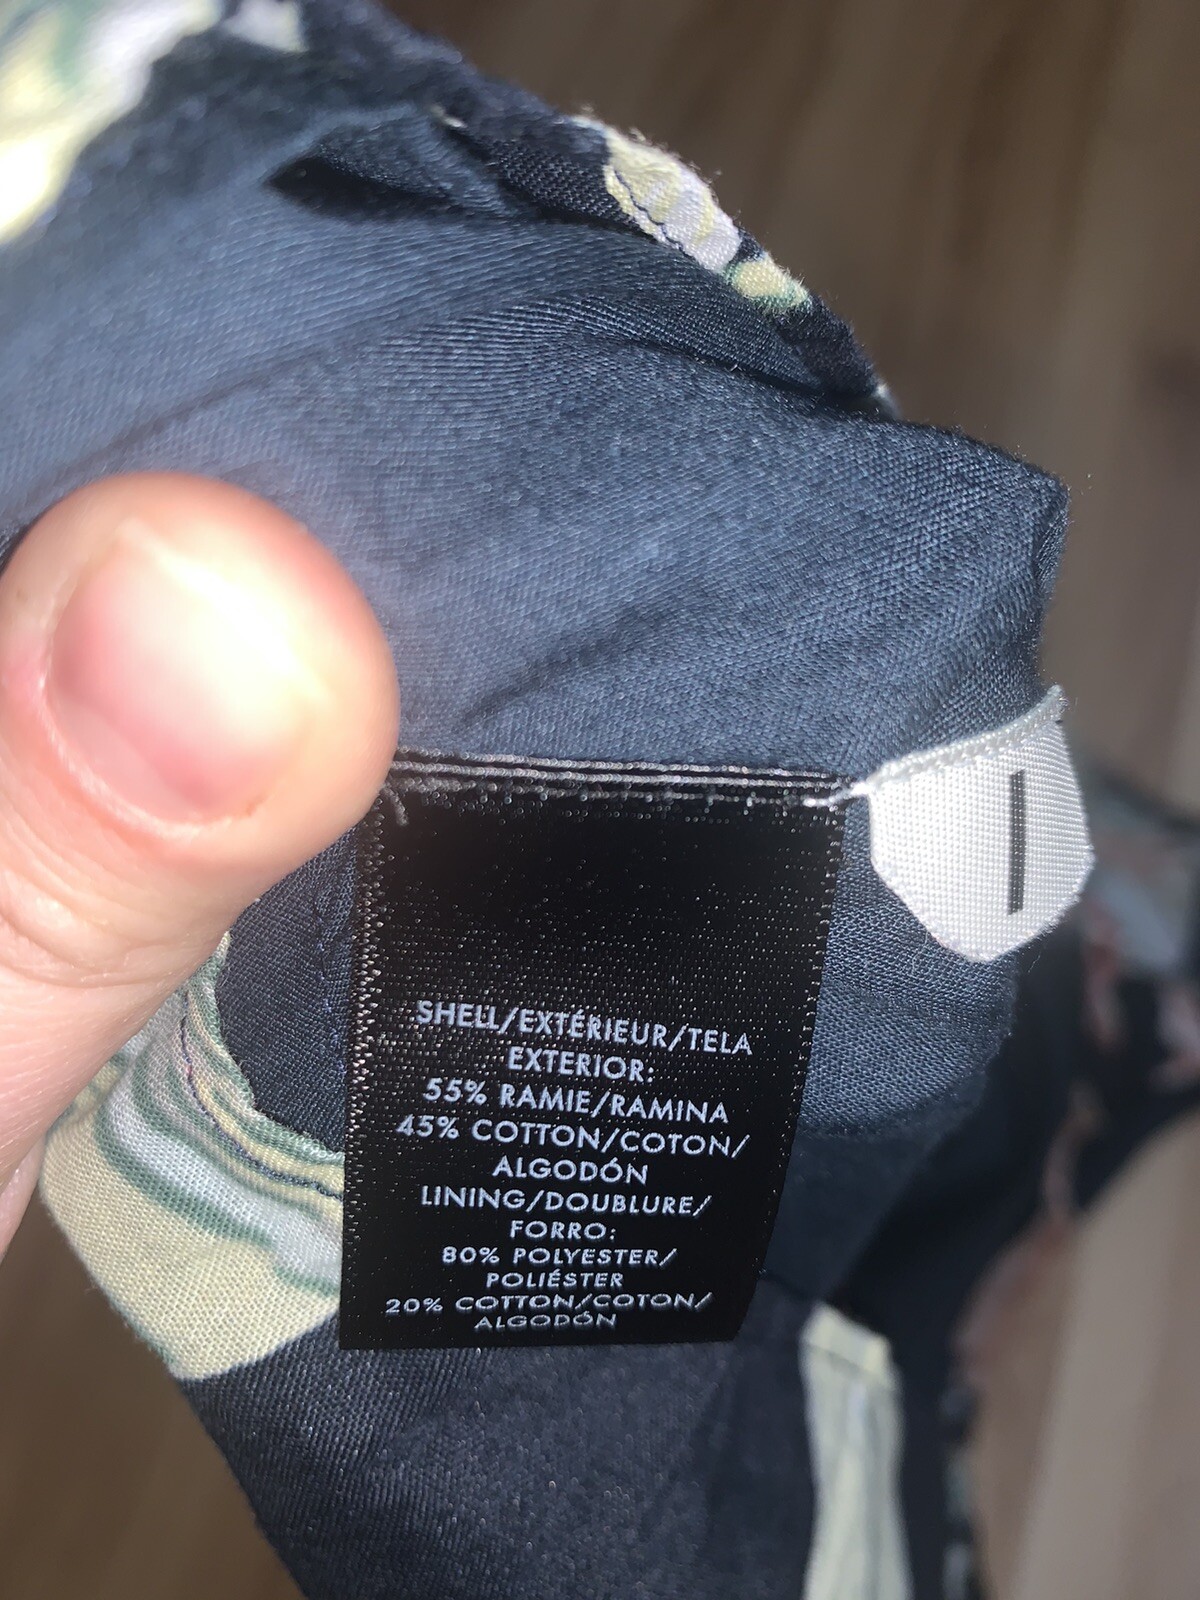 SHELL/EXTÉRIEUR/TELA
EXTERIOR:
55% RAMIE/RAMINA
45% COTTON/COTON/
ALGODÓN
LINING/DOUBLURE/
FORRO:
80% POLYESTER/
POLIÉSTER
20% COTTON/COTON/
ALGODÓN